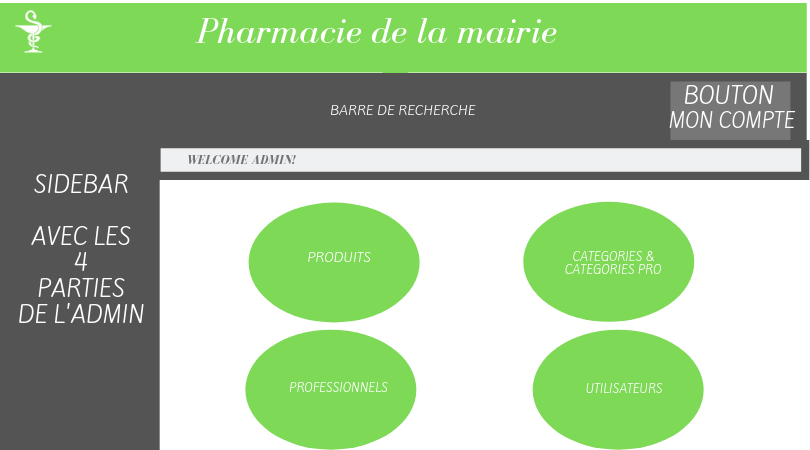 Pharmacie de la mairie
BARRE DE RECHERCHE
BOUTON
MON COMPTE
WELCOME ADMIN!
SIDEBAR
AVEC LES
4
PARTIES
DE L'ADMIN
PRODUITS
CATEGORIES &
CATEGORIES PRO
PROFESSIONNELS
UTILISATEURS